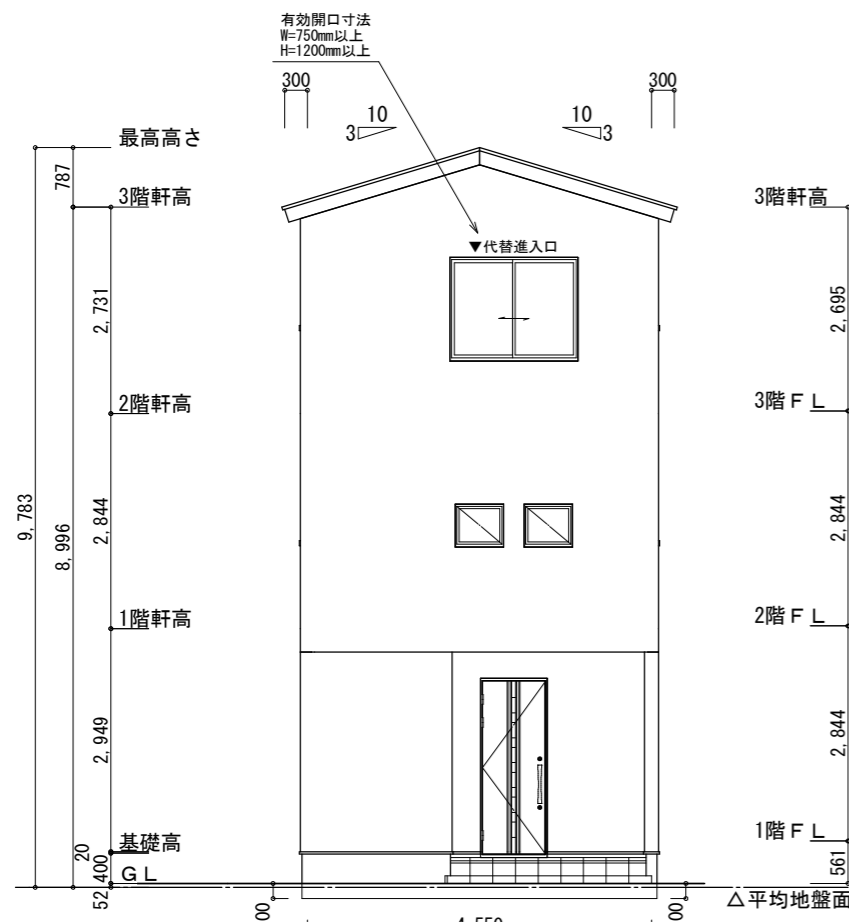 有効開口寸法
W=750mm以上
H=1200mm以上
300
300
10
3
10
3
最高高さ
787
3階軒高
3階軒高
▼代替進入口
2,731
2,695
2階軒高
3階ＦＬ
9,783
8,996
2,844
2,844
1階軒高
2階ＦＬ
2,949
2,844
基礎高
1階ＦＬ
20
400
561
ＧＬ
52
△平均地盤面
4,550